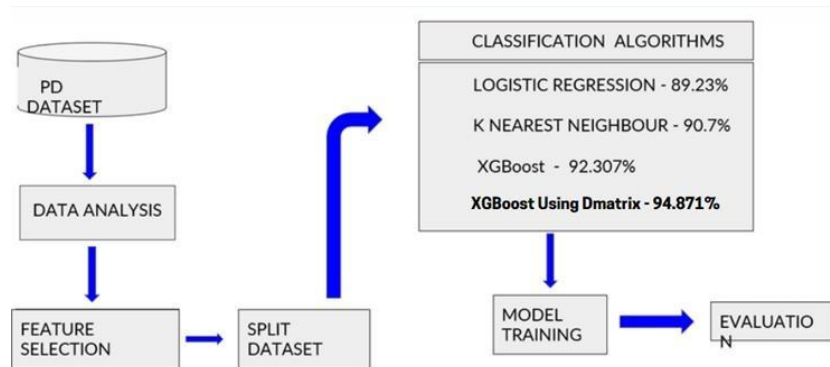 PD
DATASET
DATA ANALYSIS
FEATURE
SELECTION
SPLIT
DATASET
CLASSIFICATION ALGORITHMS
LOGISTIC REGRESSION - 89.23%
K NEAREST NEIGHBOUR - 90.7%
XGBoost - 92.307%
XGBoost Using Dmatrix - 94.871%
MODEL
TRAINING
EVALUATIO
N